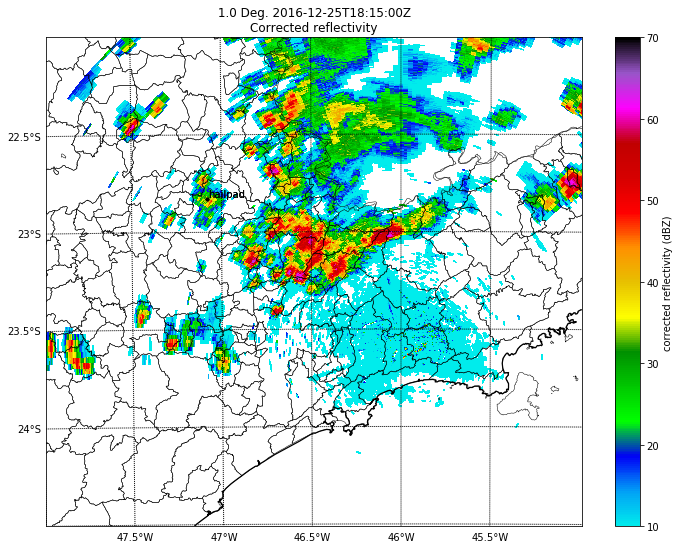 1.0 Deg. 2016-12-25T18:15:00Z
Corrected reflectivity
22.5°S
23°S
23.5°S
24°S
47.5°W
47°W
46.5°W
46°W
45.5°W
hailpad
70
60
50
40
30
20
10
corrected reflectivity (dBZ)